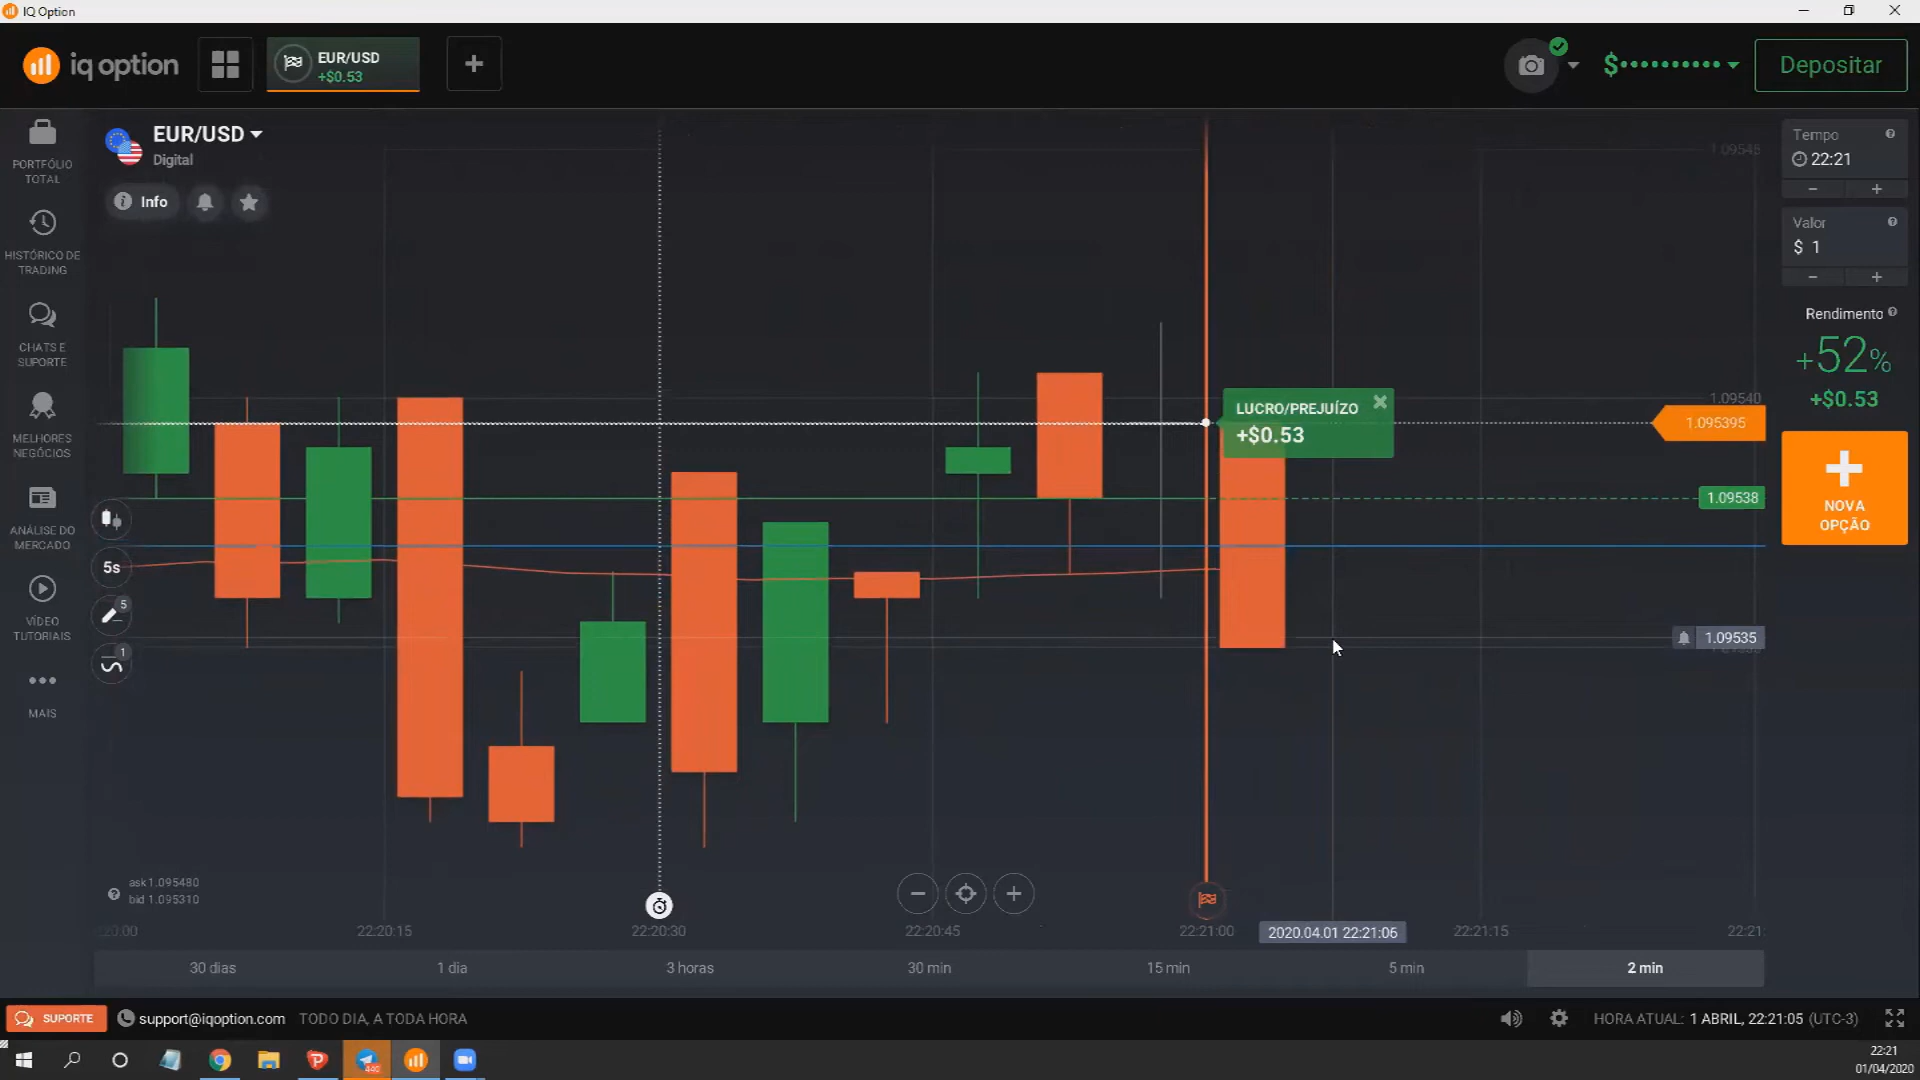 IQ Option
iq option
EUR/USD
+$0.53
$
Depositar
PORTFÓLIO
TOTAL
HISTÓRICO DE
TRADING
CHATS E
SUPORTE
MELHORES
NEGÓCIOS
ANÁLISE DO
MERCADO
VÍDEO
TUTORIAIS
MAIS
EUR/USD
Digital
Info
5s
5
1
1.09545
1.09540
LUCRO/PREJUÍZO
+$0.53
1.095395
1.09538
1.09535
Tempo
22:21
- +
Valor
$ 1
- +
Rendimento
+52%
+$0.53
NOVA
OPÇÃO
ask 1.095480
bid 1.095310
20:00
22:20:15
22:20:30
22:20:45
22:21:00
2020.04.01 22:21:06
22:21:15
22:21:
30 dias
1 dia
3 horas
30 min
15 min
5 min
2 min
SUPORTE
support@iqoption.com
TODO DIA, A TODA HORA
HORA ATUAL: 1 ABRIL, 22:21:05 (UTC-3)
22:21
01/04/2020